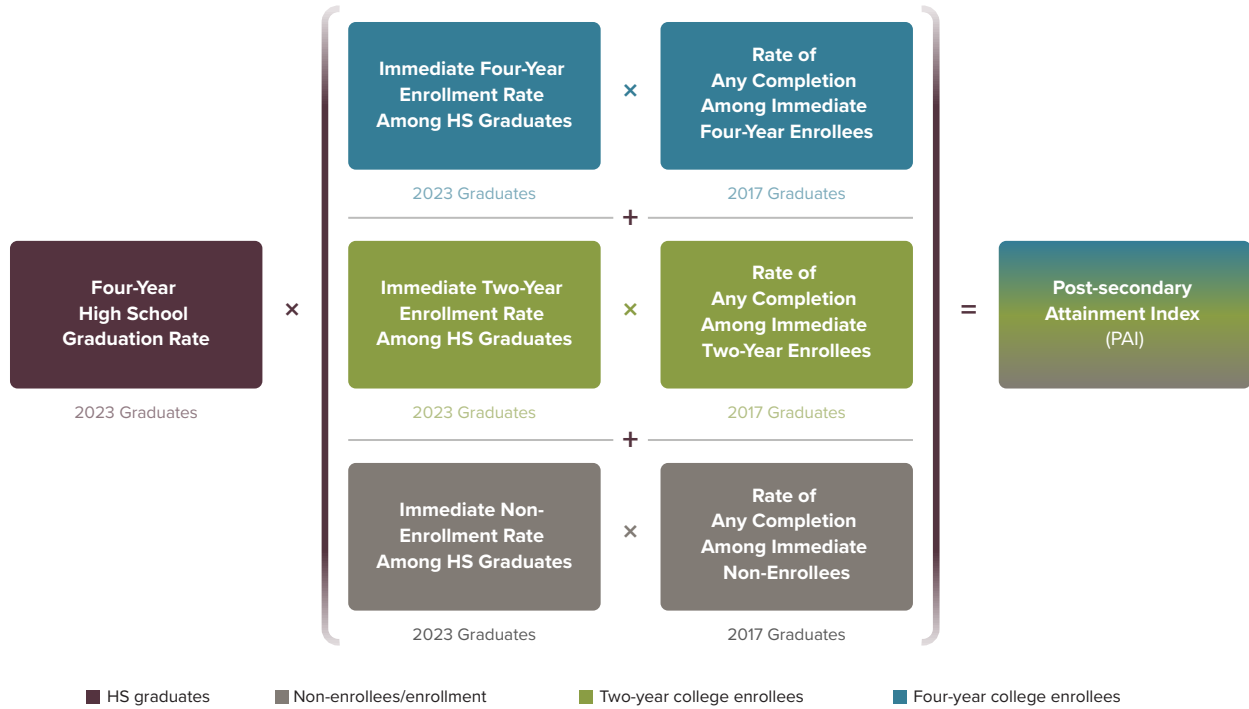 Immediate Four-Year
Enrollment Rate
Among HS Graduates
×
Rate of
Any Completion
Among Immediate
Four-Year Enrollees
2023 Graduates
2017 Graduates
+
Four-Year
High School
Graduation Rate
2023 Graduates
×
Immediate Two-Year
Enrollment Rate
Among HS Graduates
×
Rate of
Any Completion
Among Immediate
Two-Year Enrollees
2023 Graduates
2017 Graduates
=
Post-secondary
Attainment Index
(PAI)
+
Immediate Non-
Enrollment Rate
Among HS Graduates
×
Rate of
Any Completion
Among Immediate
Non-Enrollees
2023 Graduates
2017 Graduates
HS graduates
Non-enrollees/enrollment
Two-year college enrollees
Four-year college enrollees